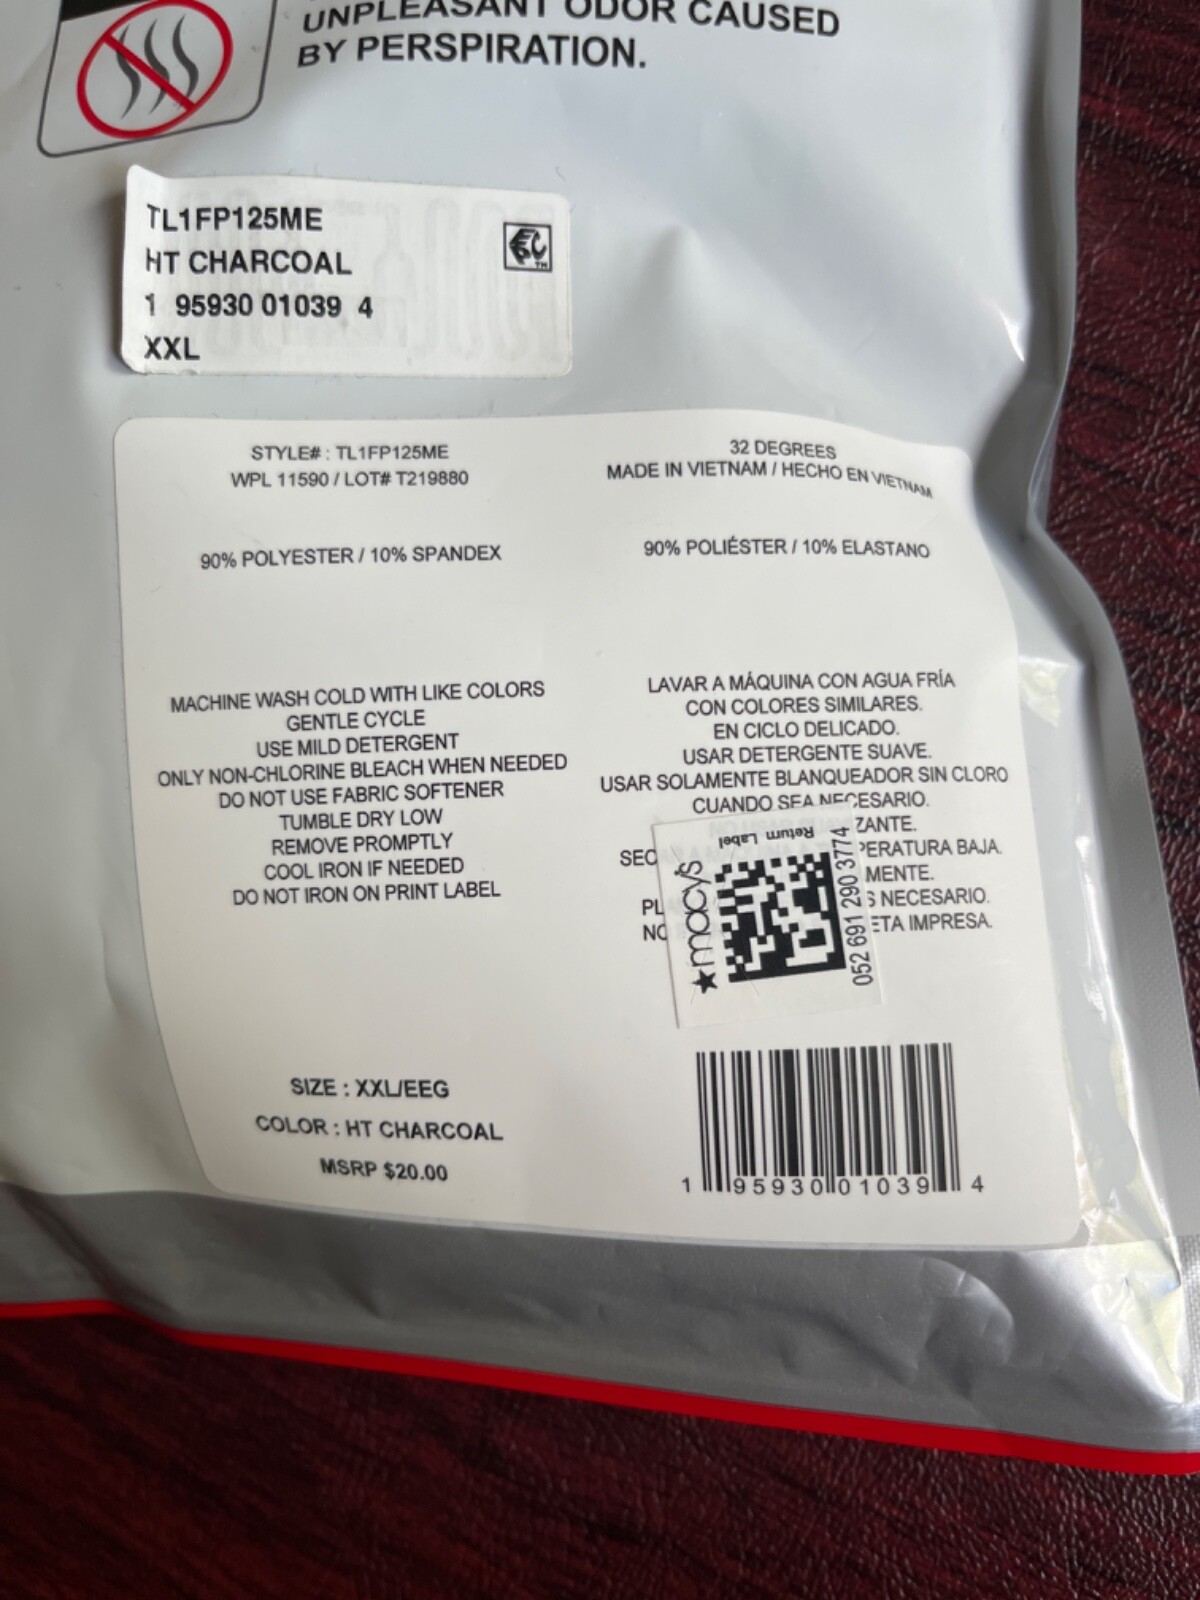 UNPLEASANT ODOR CAUSED
BY PERSPIRATION.
TL1FP125ME
HT CHARCOAL
1 95930 01039 4
XXL
STYLE# : TL1FP125ME
WPL 11590 / LOT# T219880
90% POLYESTER / 10% SPANDEX
MACHINE WASH COLD WITH LIKE COLORS
GENTLE CYCLE
USE MILD DETERGENT
ONLY NON-CHLORINE BLEACH WHEN NEEDED
DO NOT USE FABRIC SOFTENER
TUMBLE DRY LOW
REMOVE PROMPTLY
COOL IRON IF NEEDED
DO NOT IRON ON PRINT LABEL
SIZE : XXL/EEG
COLOR : HT CHARCOAL
MSRP $20.00
32 DEGREES
MADE IN VIETNAM / HECHO EN VIETNAM
90% POLIÉSTER / 10% ELASTANO
LAVAR A MÁQUINA CON AGUA FRÍA
CON COLORES SIMILARES.
EN CICLO DELICADO.
USAR DETERGENTE SUAVE.
USAR SOLAMENTE BLANQUEADOR SIN CLORO
CUANDO SEA NECESARIO.
ZANTE.
SEC PERATURA BAJA.
MENTE.
PL S NECESARIO.
NO ETA IMPRESA.
Return Label
macy's
052 691 290 3774
1 95930 01039 4